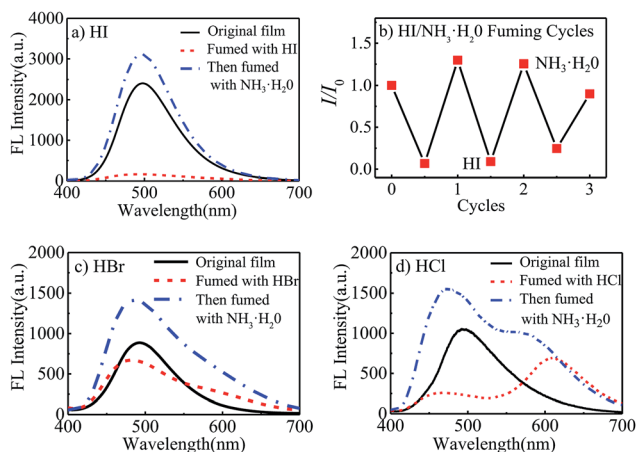 a) HI
Original film
Fumed with HI
Then fumed
with NH₃·H₂0
FL Intensity(a.u.)
4000
3000
2000
1000
0
400
500
600
700
Wavelength(nm)
b) HI/NH₃·H₂0 Fuming Cycles
NH₃·H₂0
HI
I/I₀
1.5
1.0
0.5
0.0
0
1
2
3
Cycles
c) HBr
Original film
Fumed with HBr
Then fumed
with NH₃·H₂0
FL Intensity(a.u.)
2000
1500
1000
500
0
400
500
600
700
Wavelength(nm)
d) HCl
Original film
Fumed with HCl
Then fumed
with NH₃·H₂0
FL Intensity(a.u.)
2000
1500
1000
500
0
400
500
600
700
Wavelength(nm)